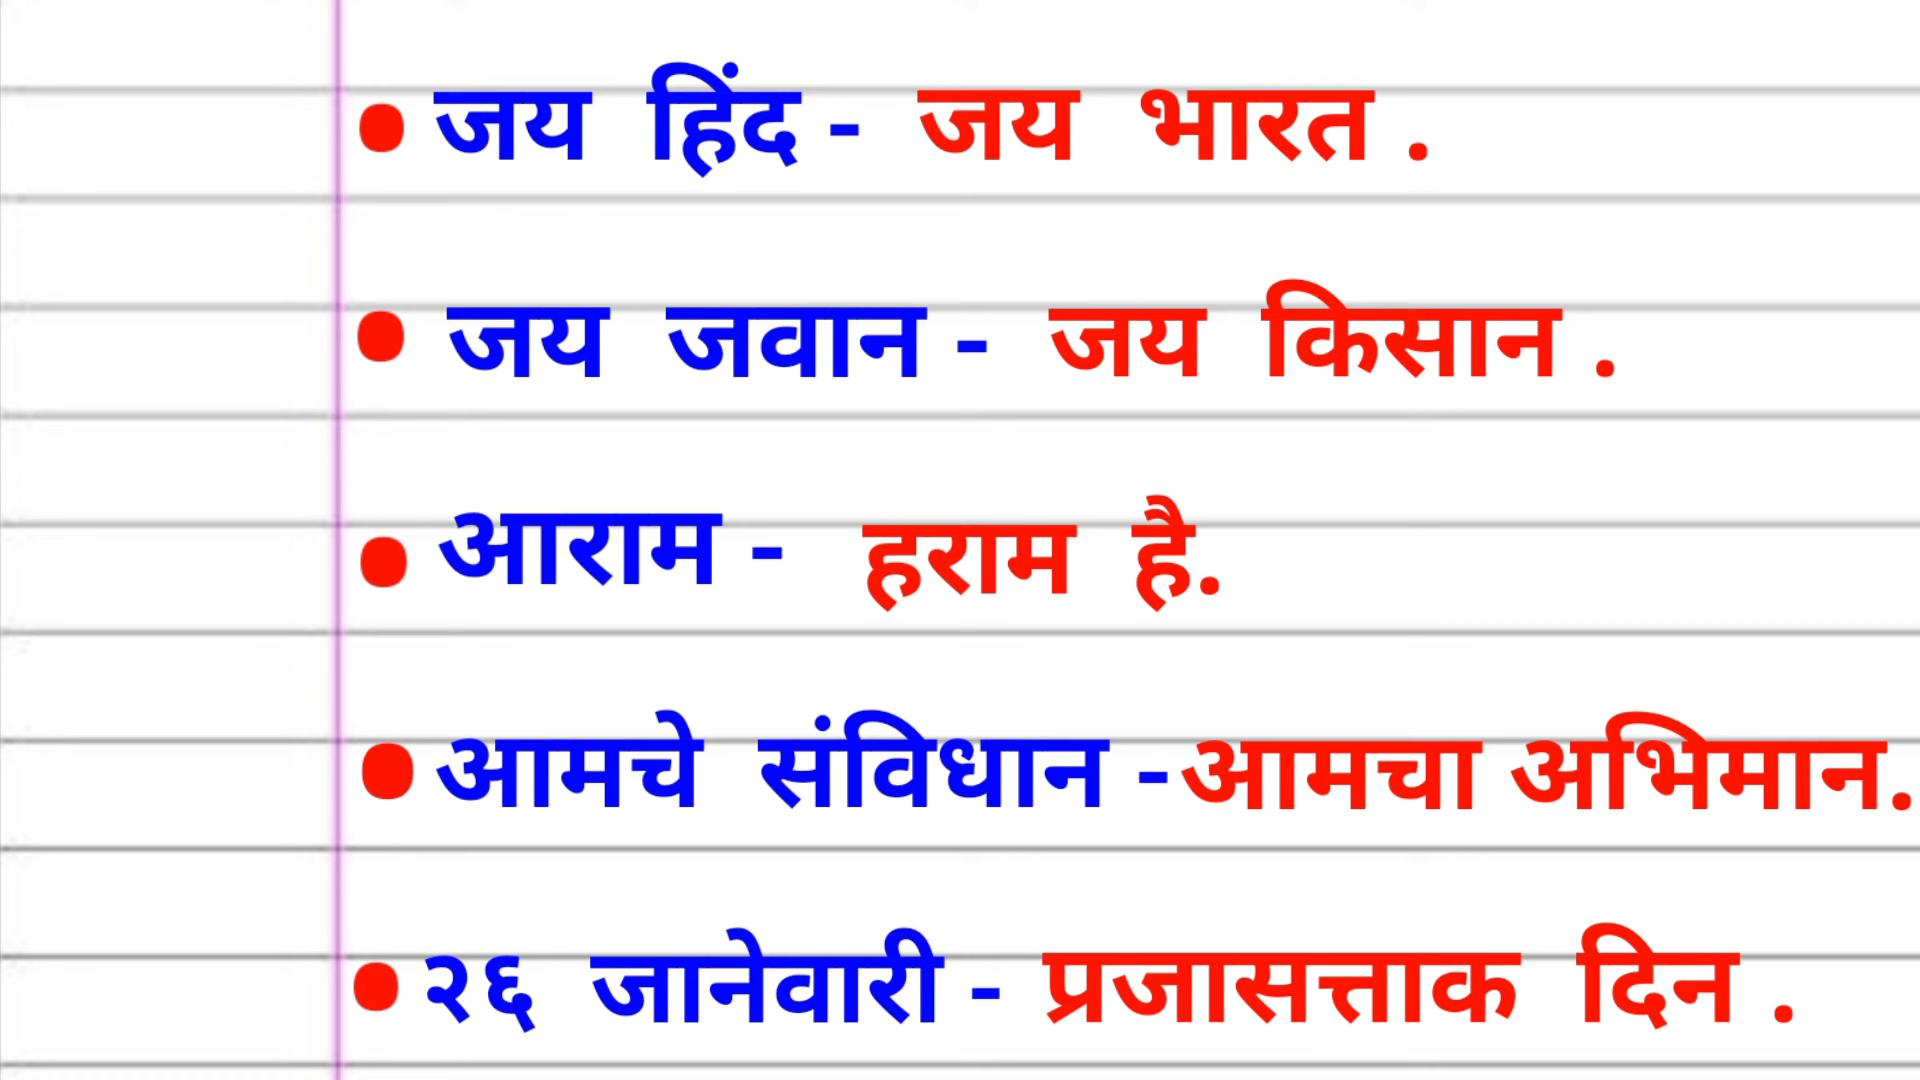 • जय हिंद - जय भारत .
• जय जवान - जय किसान .
• आराम - हराम है.
• आमचे संविधान -आमचा अभिमान.
• २६ जानेवारी - प्रजासत्ताक दिन .